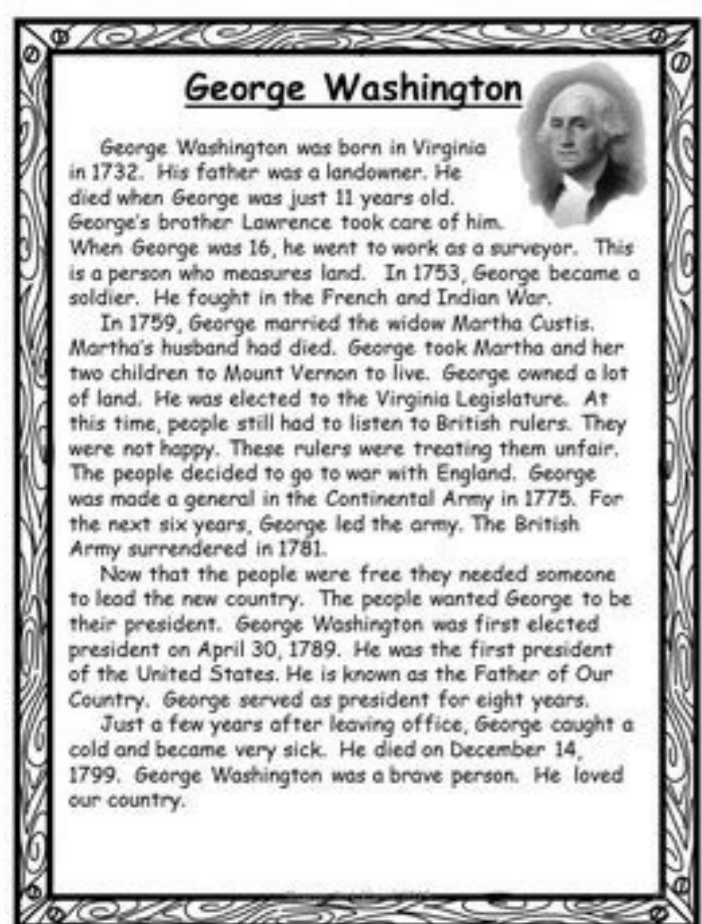 George Washington
George Washington was born in Virginia
in 1732. His father was a landowner. He
died when George was just 11 years old.
George's brother Lawrence took care of him.
When George was 16, he went to work as a surveyor. This
is a person who measures land. In 1753, George became a
soldier. He fought in the French and Indian War.
In 1759, George married the widow Martha Custis.
Martha's husband had died. George took Martha and her
two children to Mount Vernon to live. George owned a lot
of land. He was elected to the Virginia Legislature. At
this time, people still had to listen to British rulers. They
were not happy. These rulers were treating them unfair.
The people decided to go to war with England. George
was made a general in the Continental Army in 1775. For
the next six years, George led the army. The British
Army surrendered in 1781.
Now that the people were free they needed someone
to lead the new country. The people wanted George to be
their president. George Washington was first elected
president on April 30, 1789. He was the first president
of the United States. He is known as the Father of Our
Country. George served as president for eight years.
Just a few years after leaving office, George caught a
cold and became very sick. He died on December 14,
1799. George Washington was a brave person. He loved
our country.